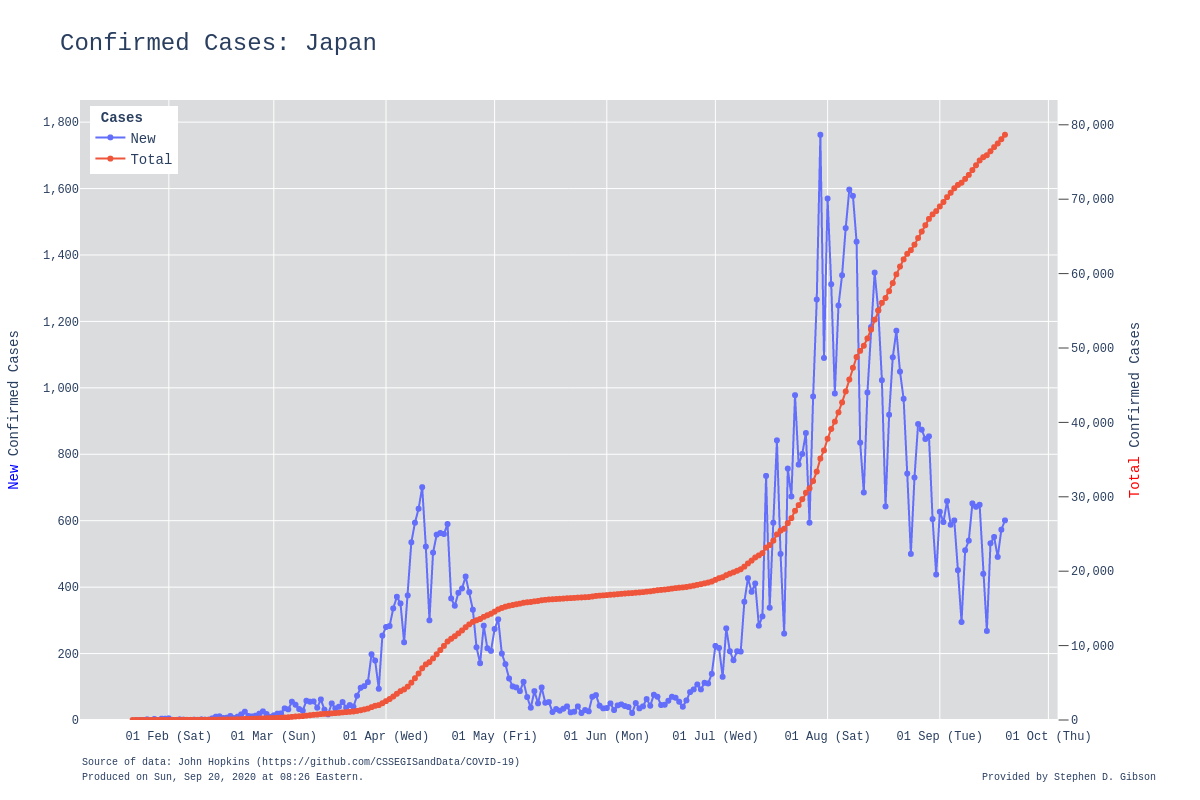 Confirmed Cases: Japan
Cases
New
Total
1,800
1,600
1,400
1,200
1,000
800
600
400
200
0
80,000
70,000
60,000
50,000
40,000
30,000
20,000
10,000
0
New Confirmed Cases
Total Confirmed Cases
01 Feb (Sat) 01 Mar (Sun) 01 Apr (Wed) 01 May (Fri) 01 Jun (Mon) 01 Jul (Wed) 01 Aug (Sat) 01 Sep (Tue) 01 Oct (Thu)
Source of data: John Hopkins (https://github.com/CSSEGISandData/COVID-19)
Produced on Sun, Sep 20, 2020 at 08:26 Eastern.
Provided by Stephen D. Gibson